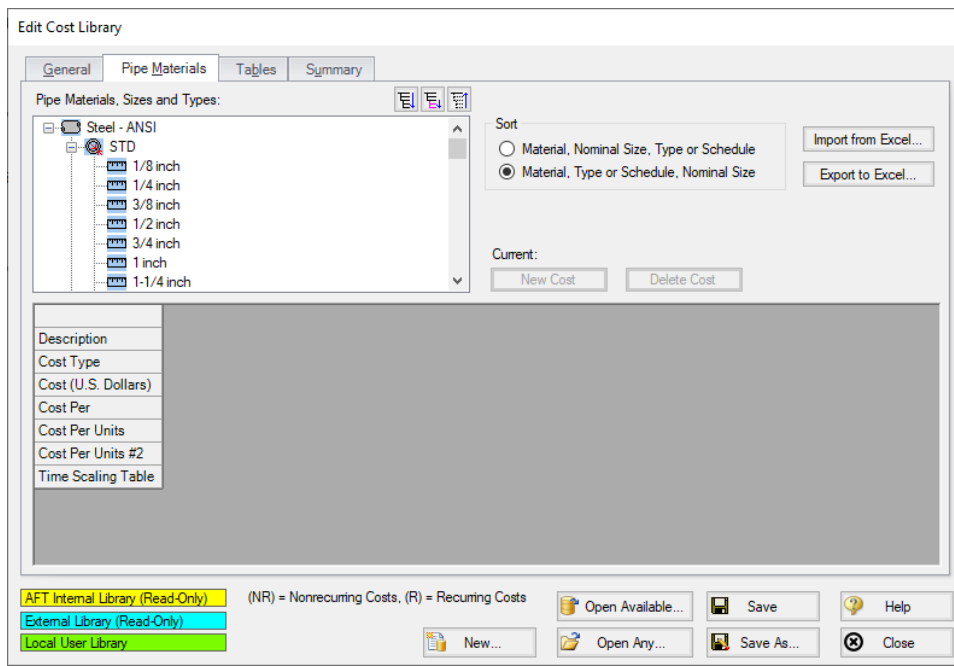 Edit Cost Library
General Pipe Materials Tables Summary
Pipe Materials, Sizes and Types:
Steel - ANSI
STD
1/8 inch
1/4 inch
3/8 inch
1/2 inch
3/4 inch
1 inch
1-1/4 inch
Sort
Material, Nominal Size, Type or Schedule
Material, Type or Schedule, Nominal Size
Import from Excel...
Export to Excel...
Current:
New Cost Delete Cost
Description
Cost Type
Cost (U.S. Dollars)
Cost Per
Cost Per Units
Cost Per Units #2
Time Scaling Table
AFT Internal Library (Read-Only)
External Library (Read-Only)
Local User Library
(NR) = Nonrecurring Costs, (R) = Recurring Costs
Open Available... Save Help
New... Open Any... Save As... Close